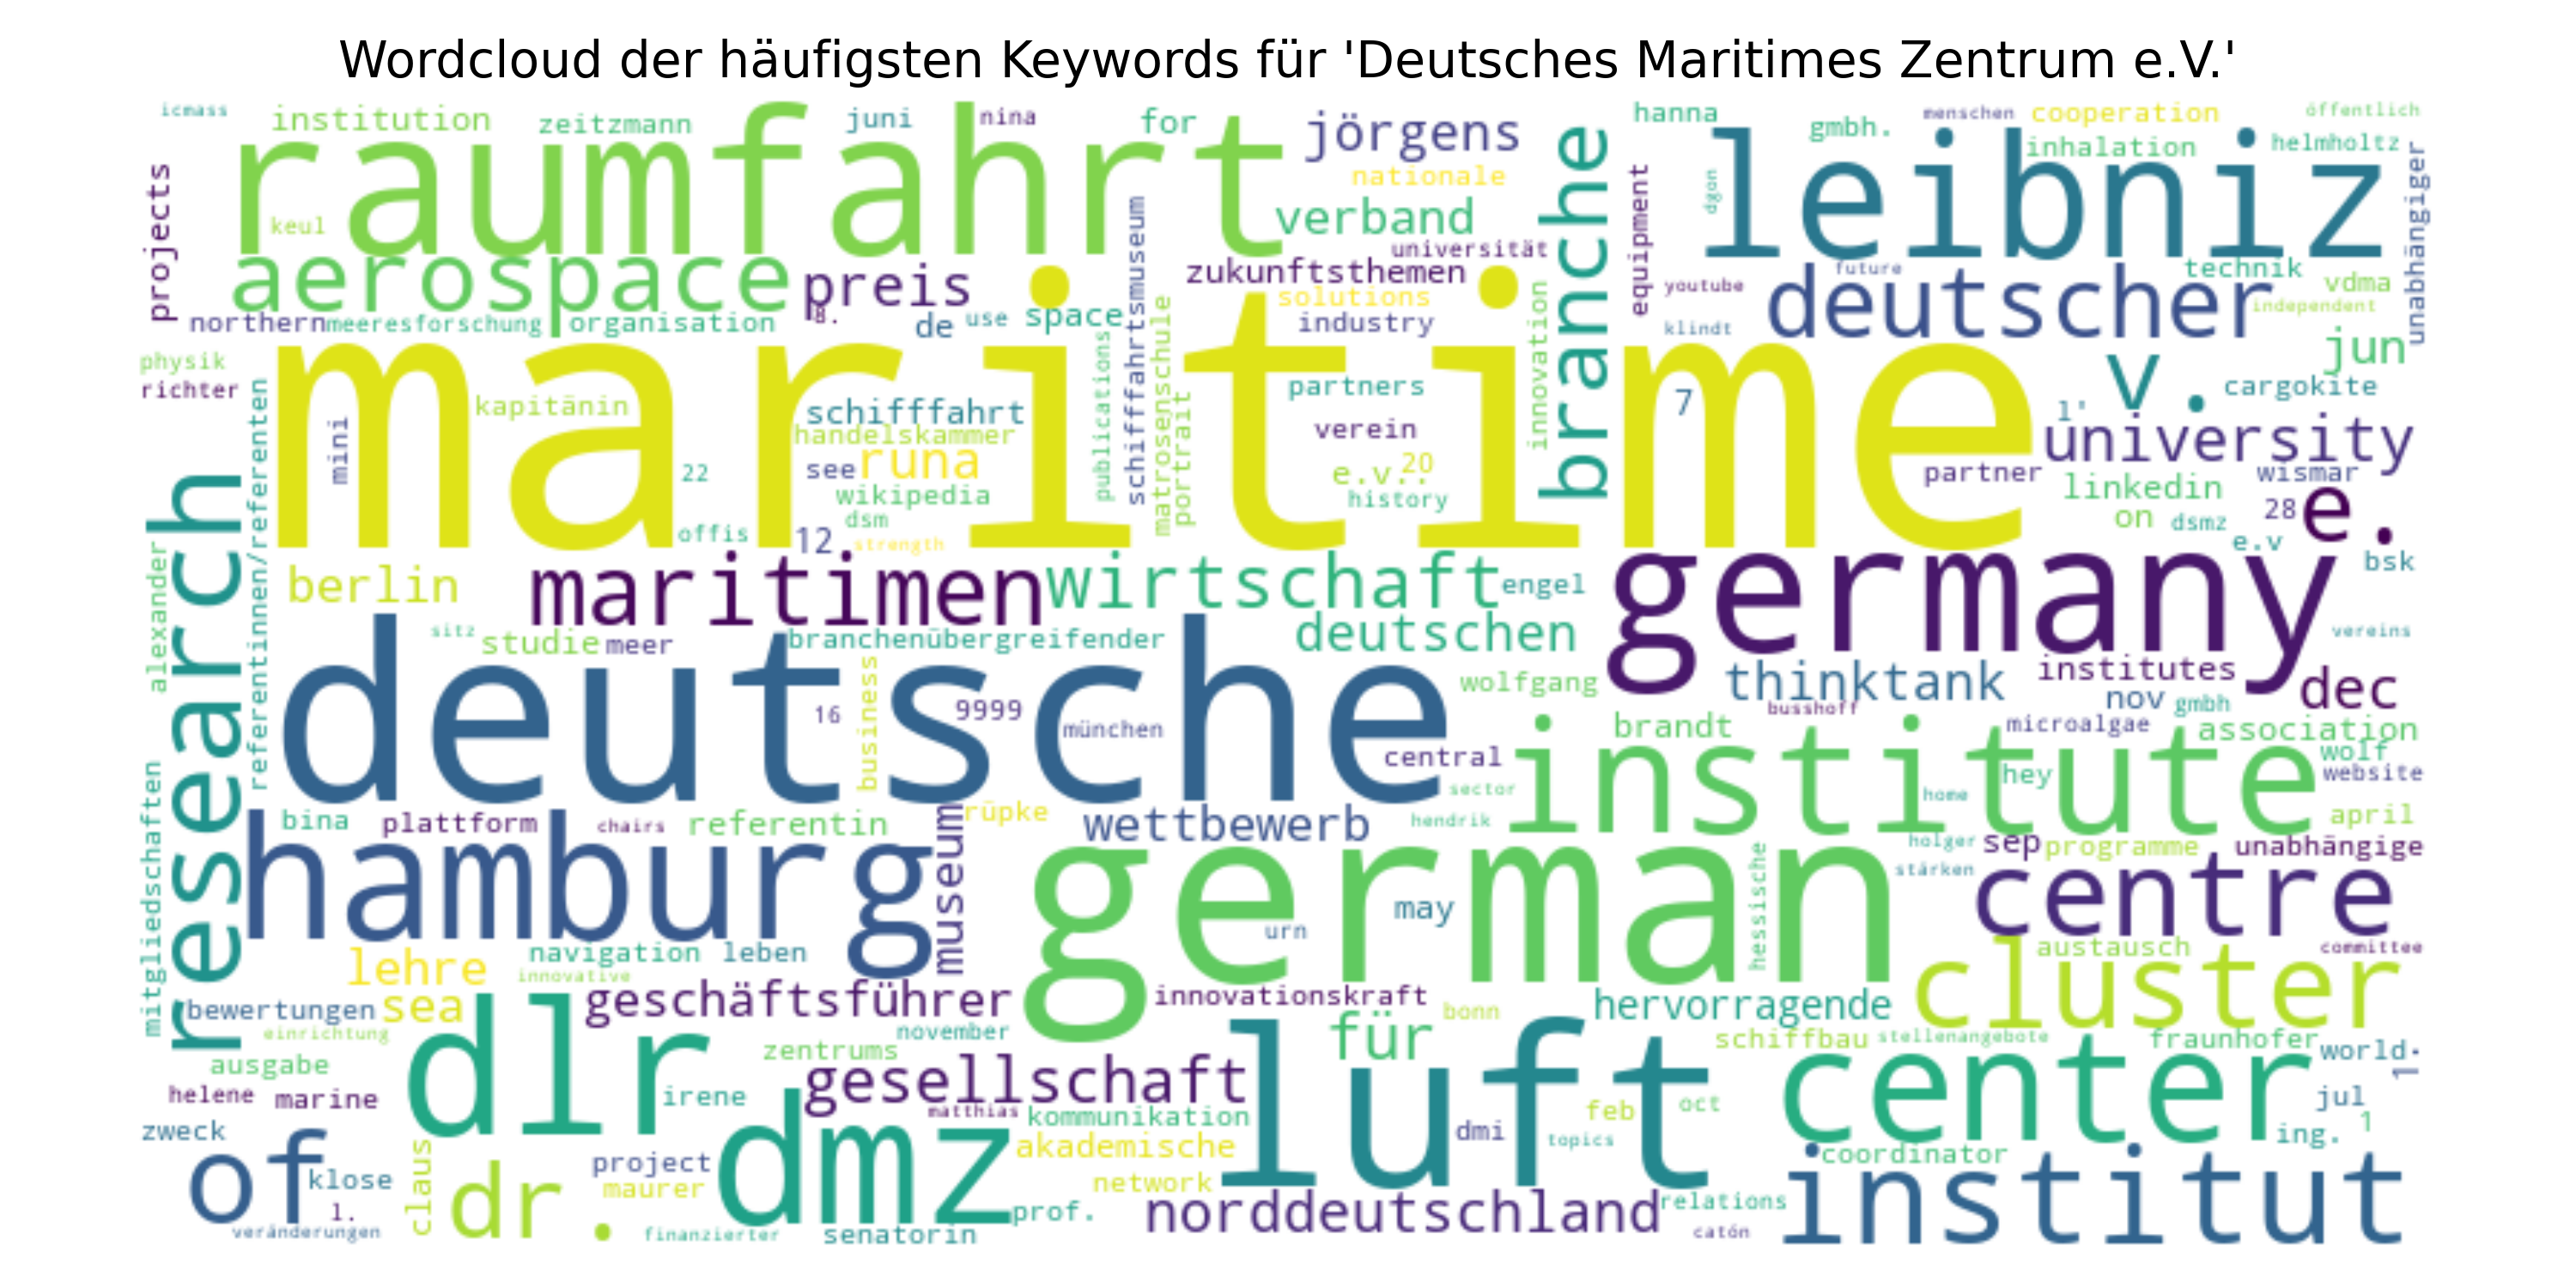 Wordcloud der häufigsten Keywords für 'Deutsches Maritimes Zentrum e.V.'
icmass
institution
zeitzmann
juni
nina
for
jörgens
hanna
gmbh.
menschen
cooperation
öffentlich
raumfahrt
nationale
branche
leibniz
inhalation
helmholtz
projects
keul
verband
equipment
dgon
unabhängiger
aerospace
preis
universität
zukunftsthemen
solutions
industry
youtube
future
deutscher
technik
vdma
independent
northern
meeresforschung
organisation
8.
de
use
space
schifffahrtsmuseum
innovation
klindt
jun
physik
richter
maritime
mini
kapitänin
schifffahrt
handelskammer
publications
matrosenschule
portrait
partners
verein
7
v.
cargokite
l'
university
22
see
runa
wikipedia
dsm
e.v..
20
history
partner
wismar
linkedin
on
dsmz
28
e.
e.v
offis
12
strength
research
referentinnen/referenten
alexander
berlin
maritimen
wirtschaft
engel
germany
bsk
sitz
studie
meer
branchenübergreifender
deutschen
vereins
deutsche
16
business
9999
münchen
wolfgang
thinktank
institutes
dec
busshoff
nov
gmbh
central
brandt
microalgae
association
institute
wolf
hey
website
sector
home
mitgliedschaften
bina
plattform
chairs
referentin
museum
rüpke
wettbewerb
hendrik
april
hamburg
german
holger
sep
programme
unabhängige
hessische
stärken
centre
may
urn
lehre
navigation
leben
innovative
austausch
committee
cluster
bewertungen
sea
geschäftsführer
innovationskraft
bonn
hervorragende
einrichtung
dlr
november
für
schiffbau
stellenangebote
fraunhofer
world
ausgabe
zentrums
gesellschaft
luft
center
helene
marine
irene
matthias
kommunikation
feb
oct
jul
1
zweck
dmz
akademische
dmi
topics
ing.
of
klose
claus
dr.
project
maurer
network
coordinator
institut
l.
prof.
norddeutschland
relations
veränderungen
finanzierter
senatorin
catón